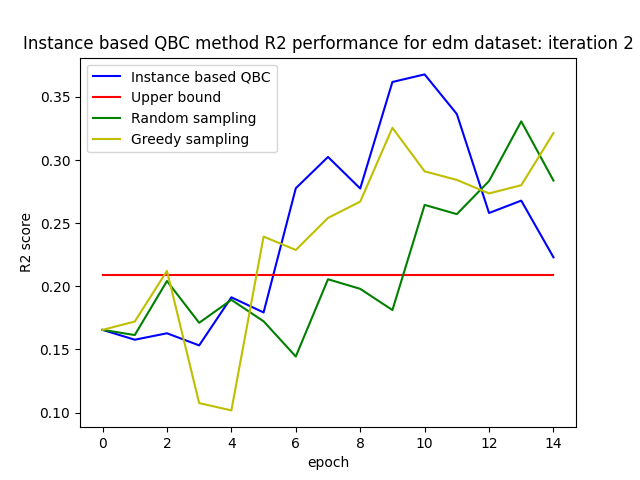 Instance based QBC method R2 performance for edm dataset: iteration 2
Instance based QBC
Upper bound
Random sampling
Greedy sampling
R2 score
0.35
0.30
0.25
0.20
0.15
0.10
0 2 4 6 8 10 12 14
epoch